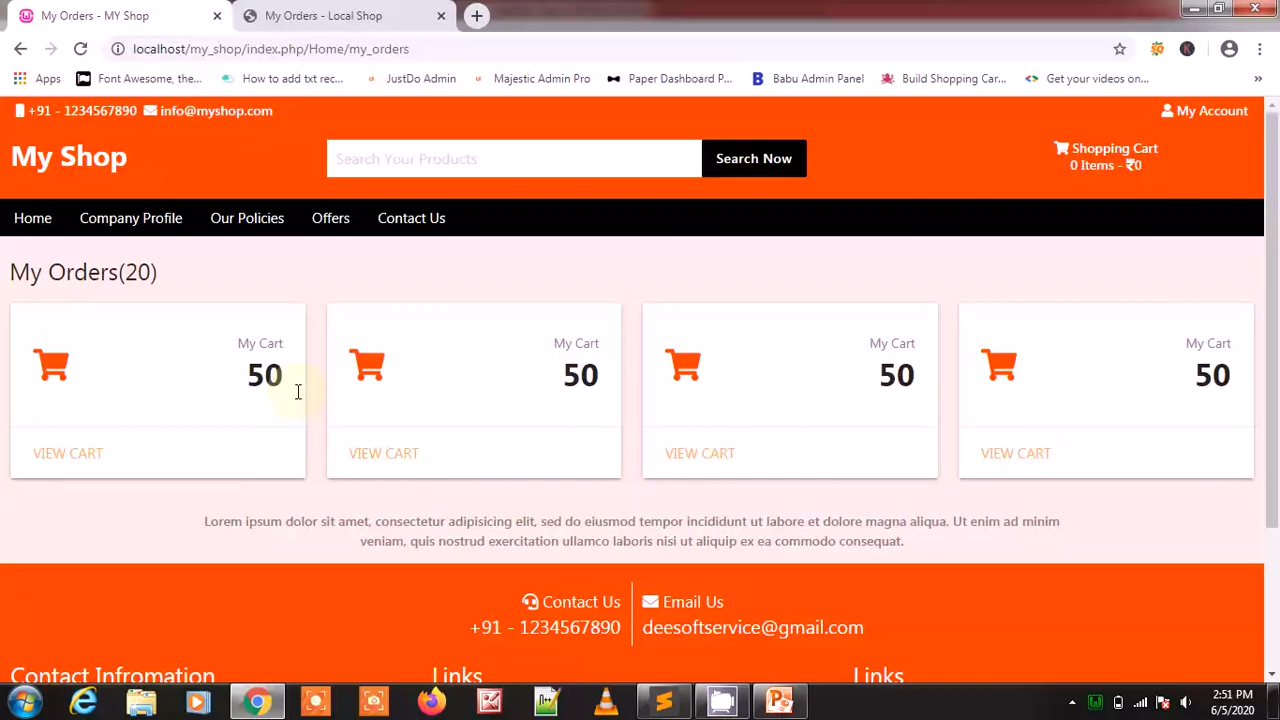 My Orders - MY Shop
My Orders - Local Shop
localhost/my_shop/index.php/Home/my_orders
K
Apps
Font Awesome, the...
How to add txt rec...
JustDo Admin
Majestic Admin Pro
Paper Dashboard P...
Babu Admin Panel
Build Shopping Car...
Get your videos on...
»
+91 - 1234567890 info@myshop.com
My Account
My Shop
Search Your Products
Search Now
Shopping Cart
0 Items - ₹0
Home
Company Profile
Our Policies
Offers
Contact Us
My Orders(20)
My Cart
50
VIEW CART
My Cart
50
VIEW CART
My Cart
50
VIEW CART
My Cart
50
VIEW CART
Lorem ipsum dolor sit amet, consectetur adipisicing elit, sed do eiusmod tempor incididunt ut labore et dolore magna aliqua. Ut enim ad minim
veniam, quis nostrud exercitation ullamco laboris nisi ut aliquip ex ea commodo consequat.
Contact Us
+91 - 1234567890
Email Us
deesoftservice@gmail.com
Contact Infromation
Links
Links
2:51 PM
6/5/2020